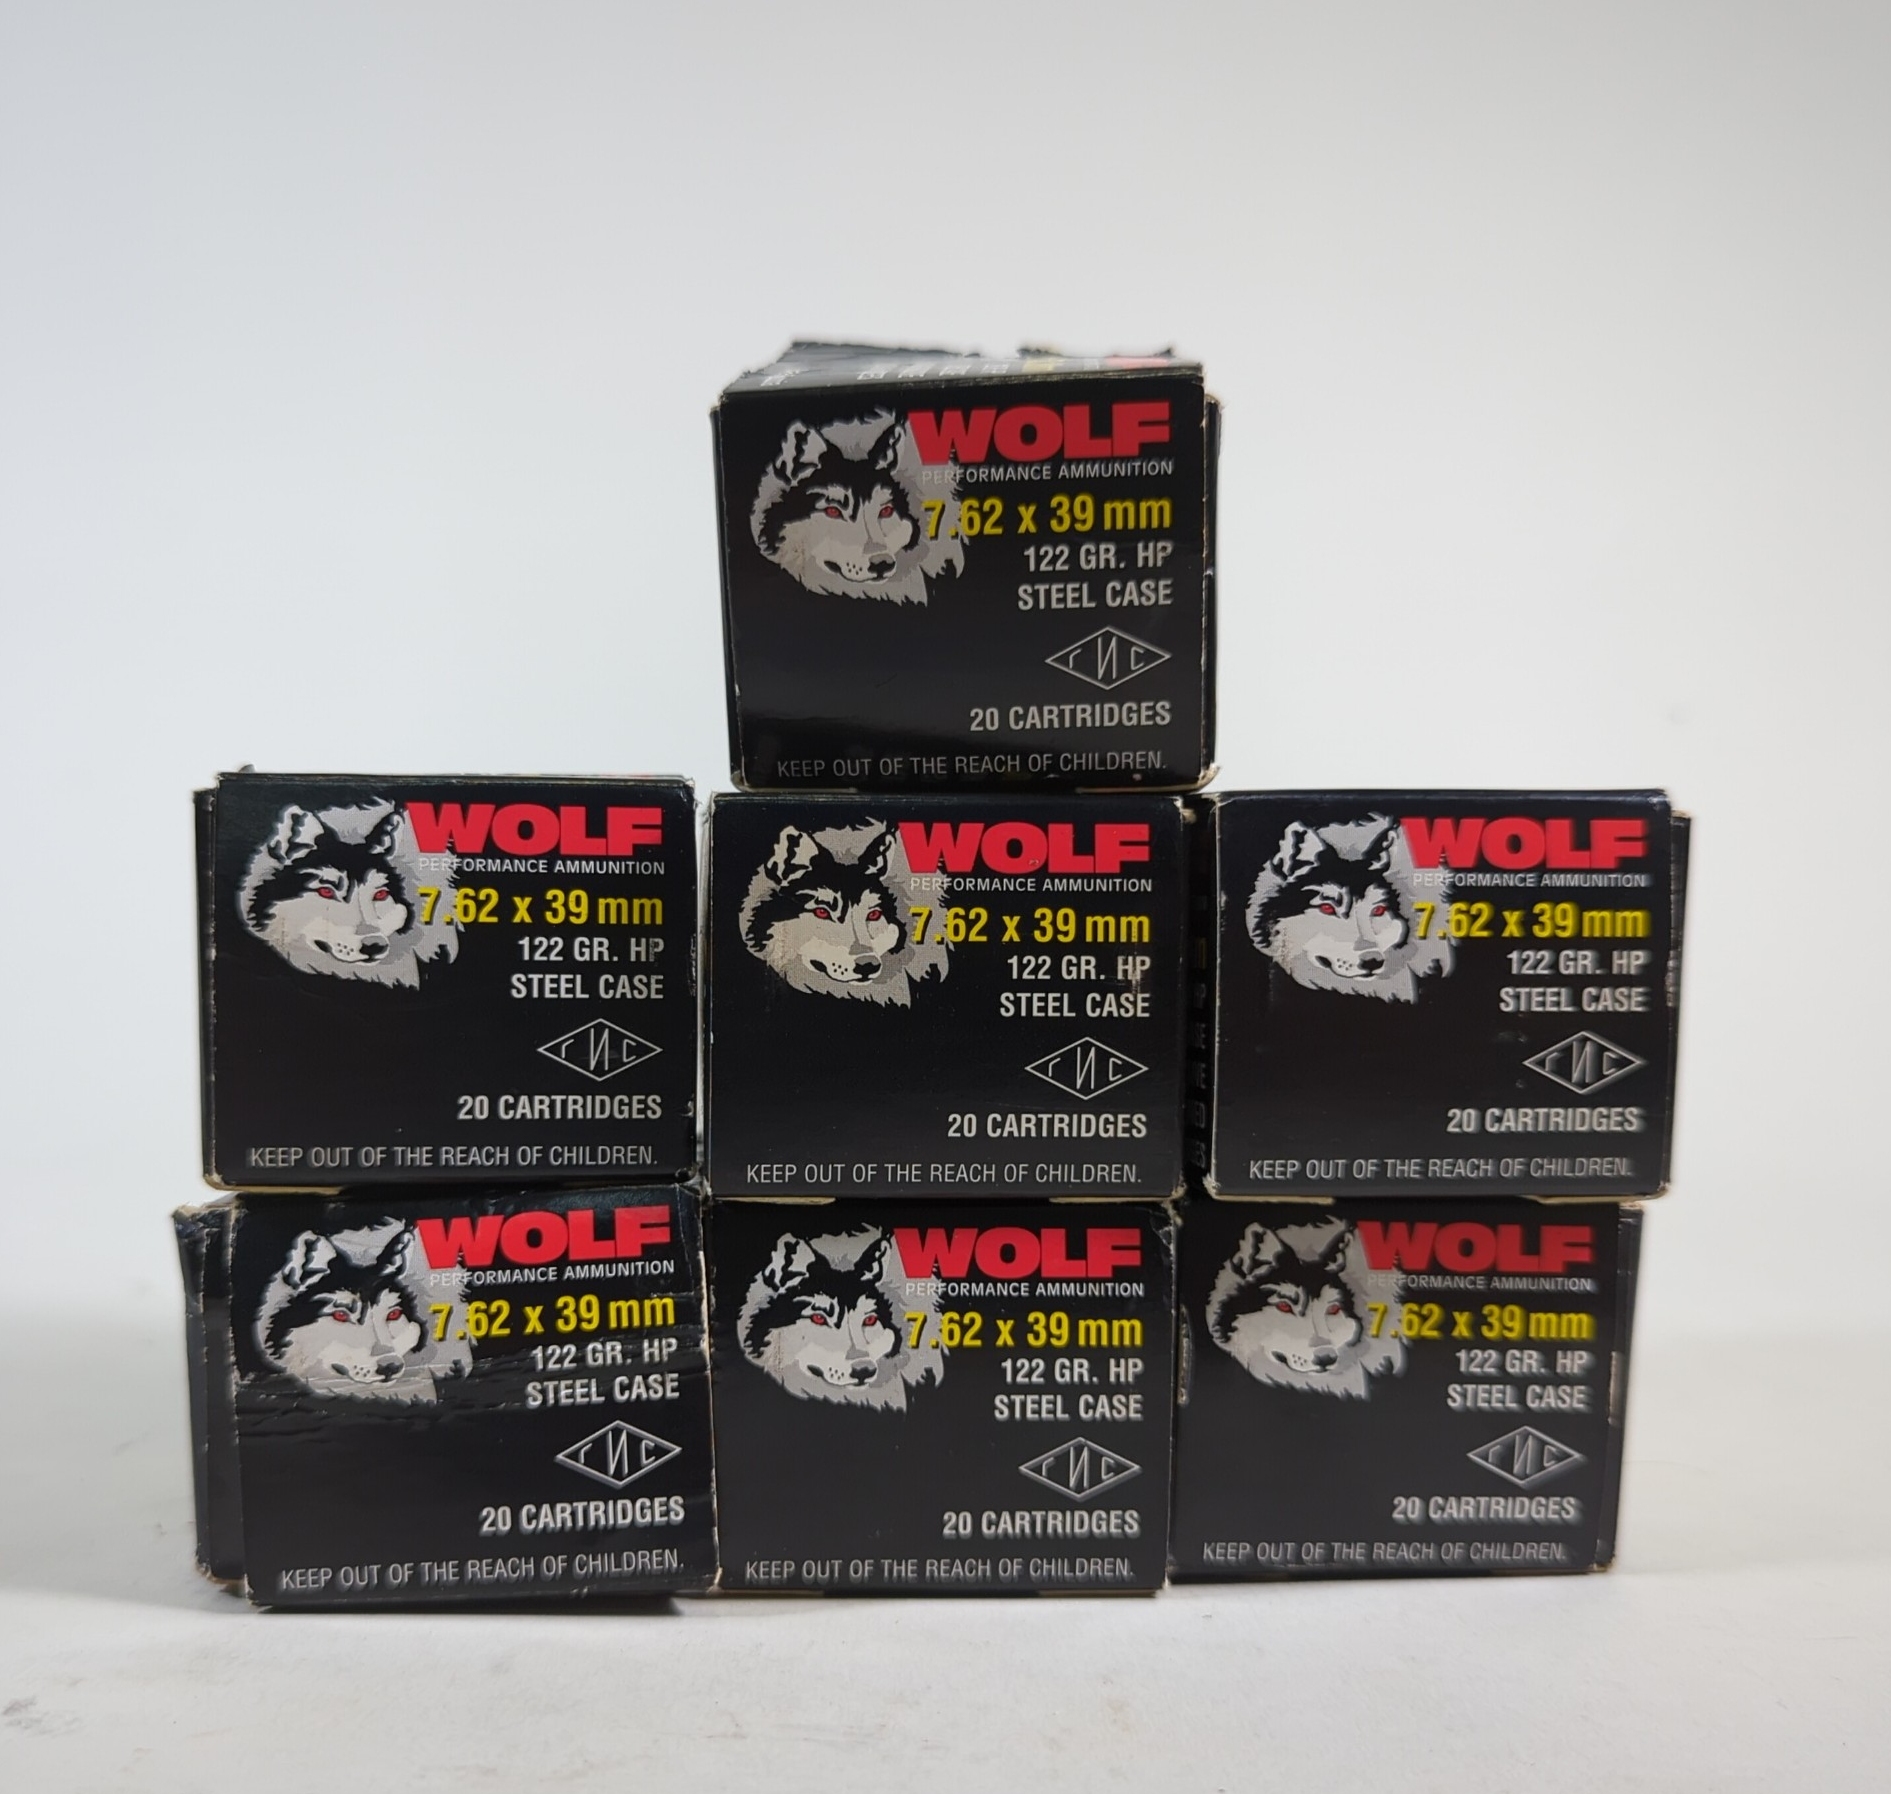 WOLF
PERFORMANCE AMMUNITION
7.62 x 39 mm
122 GR. HP
STEEL CASE
ГИС
20 CARTRIDGES
KEEP OUT OF THE REACH OF CHILDREN.
WOLF
PERFORMANCE AMMUNITION
7.62 x 39 mm
122 GR. HP
STEEL CASE
ГИС
20 CARTRIDGES
KEEP OUT OF THE REACH OF CHILDREN.
WOLF
PERFORMANCE AMMUNITION
7.62 x 39 mm
122 GR. HP
STEEL CASE
ГИС
20 CARTRIDGES
KEEP OUT OF THE REACH OF CHILDREN.
WOLF
PERFORMANCE AMMUNITION
7.62 x 39 mm
122 GR. HP
STEEL CASE
ГИС
20 CARTRIDGES
KEEP OUT OF THE REACH OF CHILDREN.
WOLF
PERFORMANCE AMMUNITION
7.62 x 39 mm
122 GR. HP
STEEL CASE
ГИС
20 CARTRIDGES
KEEP OUT OF THE REACH OF CHILDREN.
WOLF
PERFORMANCE AMMUNITION
7.62 x 39 mm
122 GR. HP
STEEL CASE
ГИС
20 CARTRIDGES
KEEP OUT OF THE REACH OF CHILDREN.
WOLF
PERFORMANCE AMMUNITION
7.62 x 39 mm
122 GR. HP
STEEL CASE
ГИС
20 CARTRIDGES
KEEP OUT OF THE REACH OF CHILDREN.